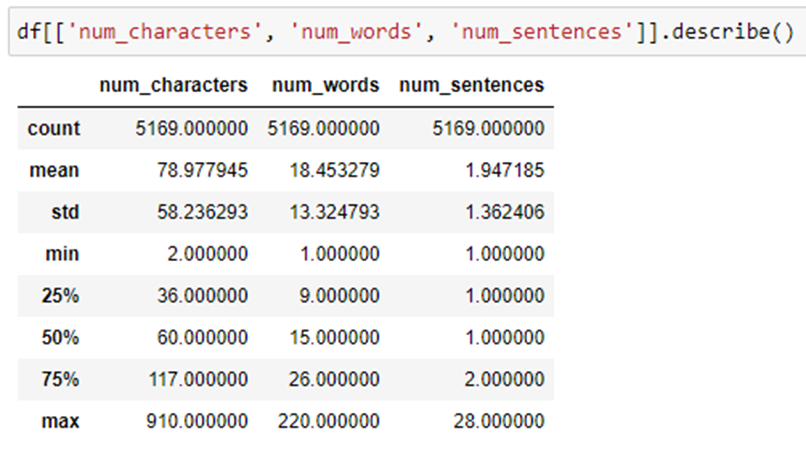 df[['num_characters', 'num_words', 'num_sentences']].describe()
num_characters num_words num_sentences
count 5169.000000 5169.000000 5169.000000
mean 78.977945 18.453279 1.947185
std 58.236293 13.324793 1.362406
min 2.000000 1.000000 1.000000
25% 36.000000 9.000000 1.000000
50% 60.000000 15.000000 1.000000
75% 117.000000 26.000000 2.000000
max 910.000000 220.000000 28.000000